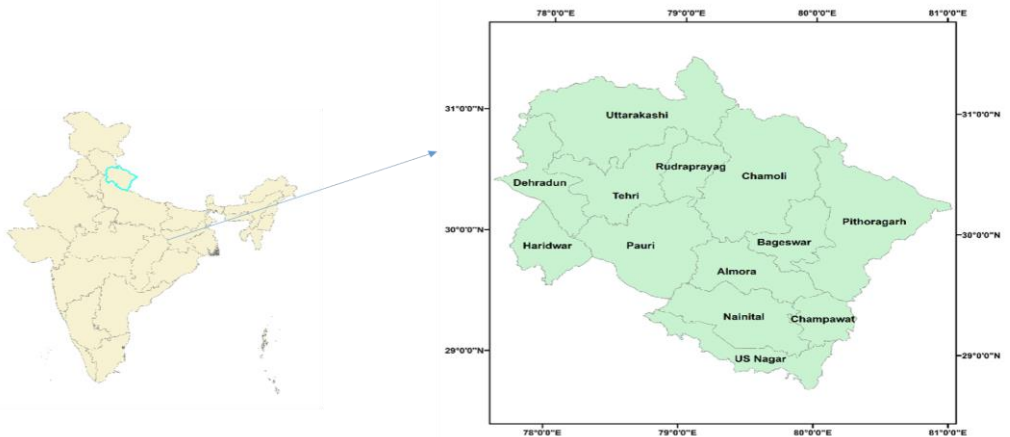 78°0'0"E 79°0'0"E 80°0'0"E 81°0'0"E
31°0'0"N 31°0'0"N
Uttarakashi
Rudraprayag
Chamoli
Dehradun
Tehri
Pithoragarh
30°0'0"N 30°0'0"N
Haridwar
Pauri
Bageswar
Almora
Nainital
Champawat
29°0'0"N 29°0'0"N
US Nagar
78°0'0"E 79°0'0"E 80°0'0"E 81°0'0"E